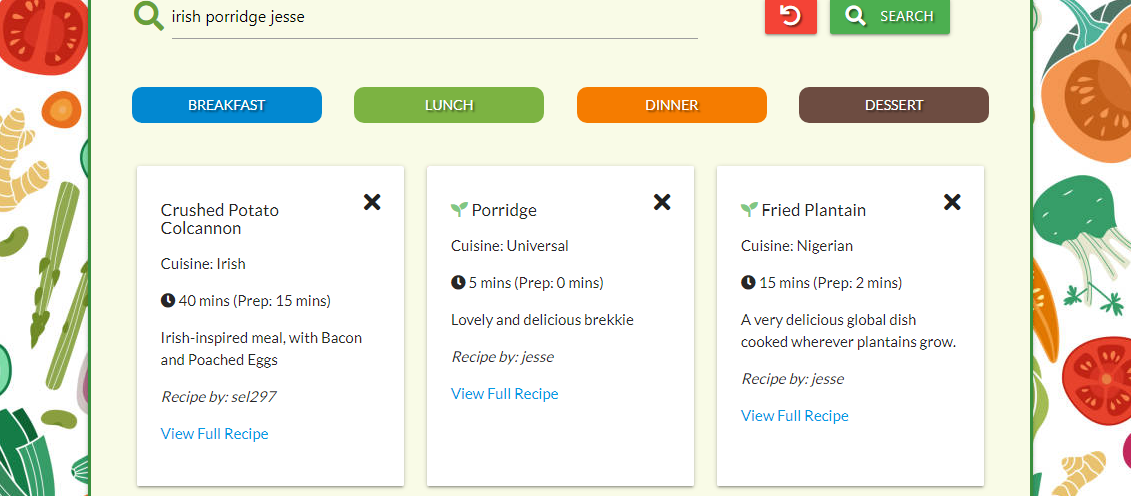 irish porridge jesse
SEARCH
BREAKFAST
LUNCH
DINNER
DESSERT
Crushed Potato
Colcannon
Cuisine: Irish
40 mins (Prep: 15 mins)
Irish-inspired meal, with Bacon
and Poached Eggs
Recipe by: sel297
View Full Recipe
Porridge
Cuisine: Universal
5 mins (Prep: 0 mins)
Lovely and delicious brekkie
Recipe by: jesse
View Full Recipe
Fried Plantain
Cuisine: Nigerian
15 mins (Prep: 2 mins)
A very delicious global dish
cooked wherever plantains grow.
Recipe by: jesse
View Full Recipe